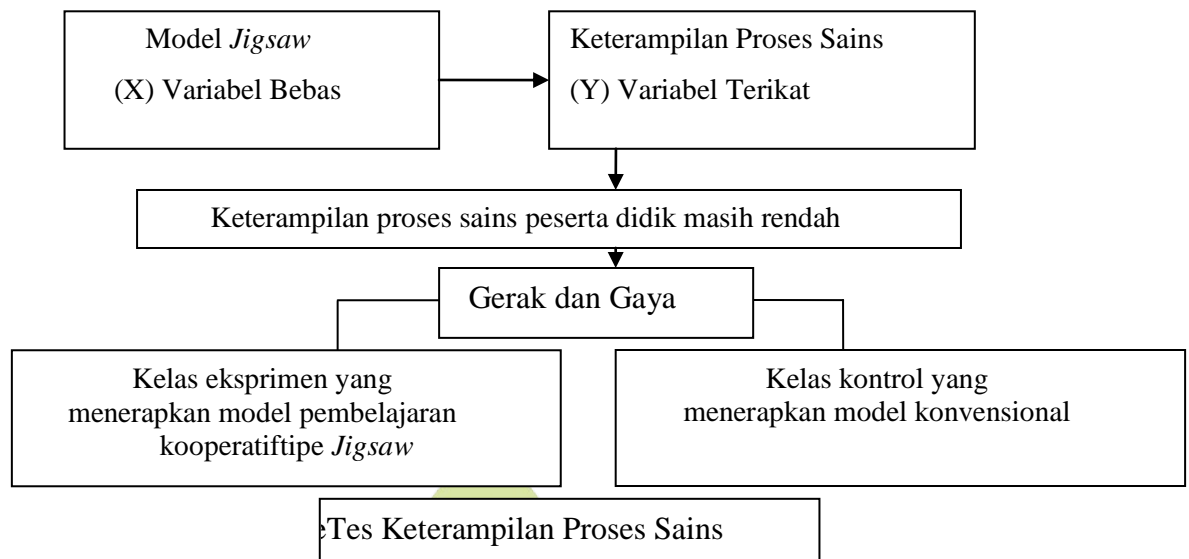 Model Jigsaw
(X) Variabel Bebas
Keterampilan Proses Sains
(Y) Variabel Terikat
Keterampilan proses sains peserta didik masih rendah
Gerak dan Gaya
Kelas eksprimen yang
menerapkan model pembelajaran
kooperatiftipe Jigsaw
Kelas kontrol yang
menerapkan model konvensional
Keterampilan Proses Sains